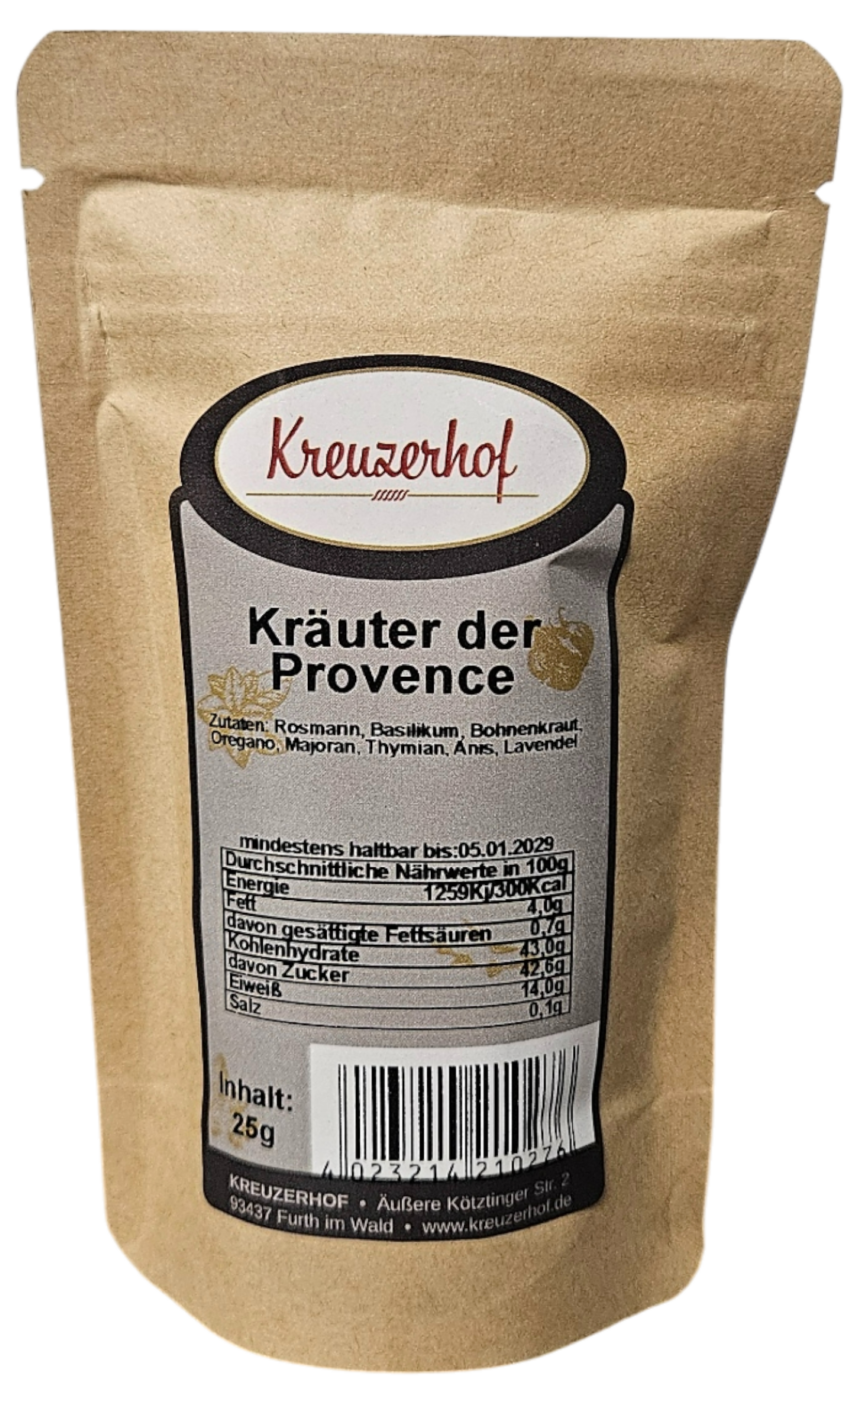 Kreuzerhof
Kräuter der
Provence
Zutaten: Rosmarin, Basilikum, Bohnenkraut,
Oregano, Majoran, Thymian, Anis, Lavendel
mindestens haltbar bis:05.01.2029
Durchschnittliche Nährwerte in 100g
Energie 1259Kj/300Kcal
Fett 4,0g
davon gesättigte Fettsäuren 0,7g
Kohlenhydrate 43,0g
davon Zucker 42,6g
Eiweiß 14,0g
Salz 0,1g
Inhalt:
25g
4 023214 210276
KREUZERHOF • Äußere Kötztinger Str. 2
93437 Furth im Wald • www.kreuzerhof.de